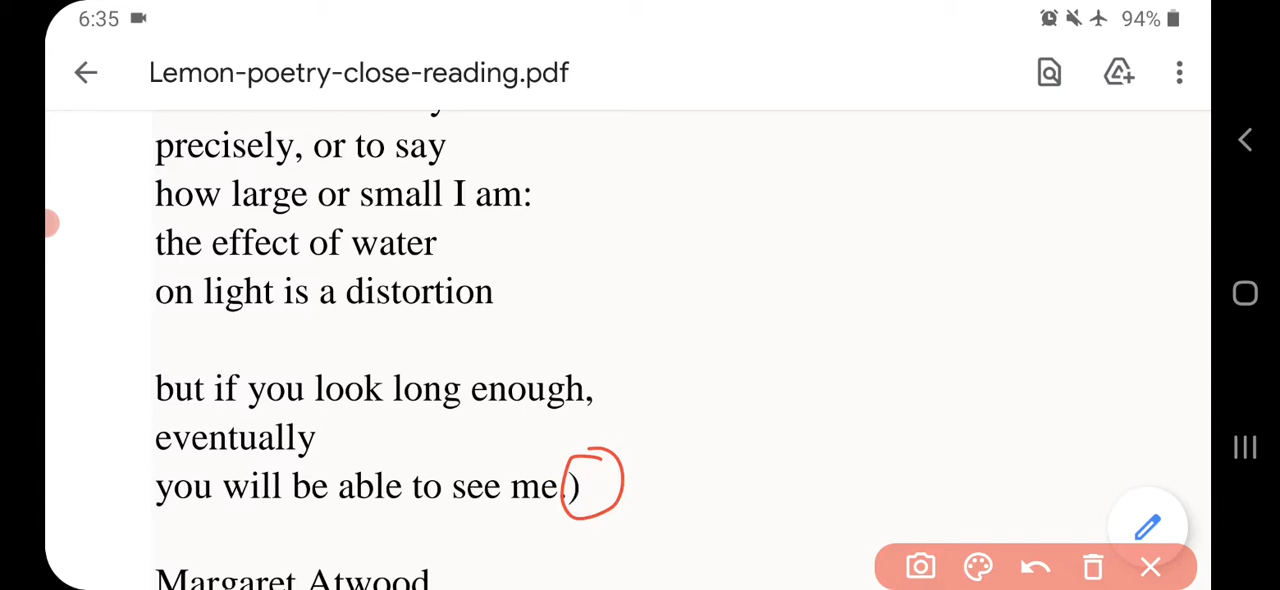 6:35 94%
Lemon-poetry-close-reading.pdf
precisely, or to say
how large or small I am:
the effect of water
on light is a distortion
but if you look long enough,
eventually
you will be able to see me.)
Margaret Atwood